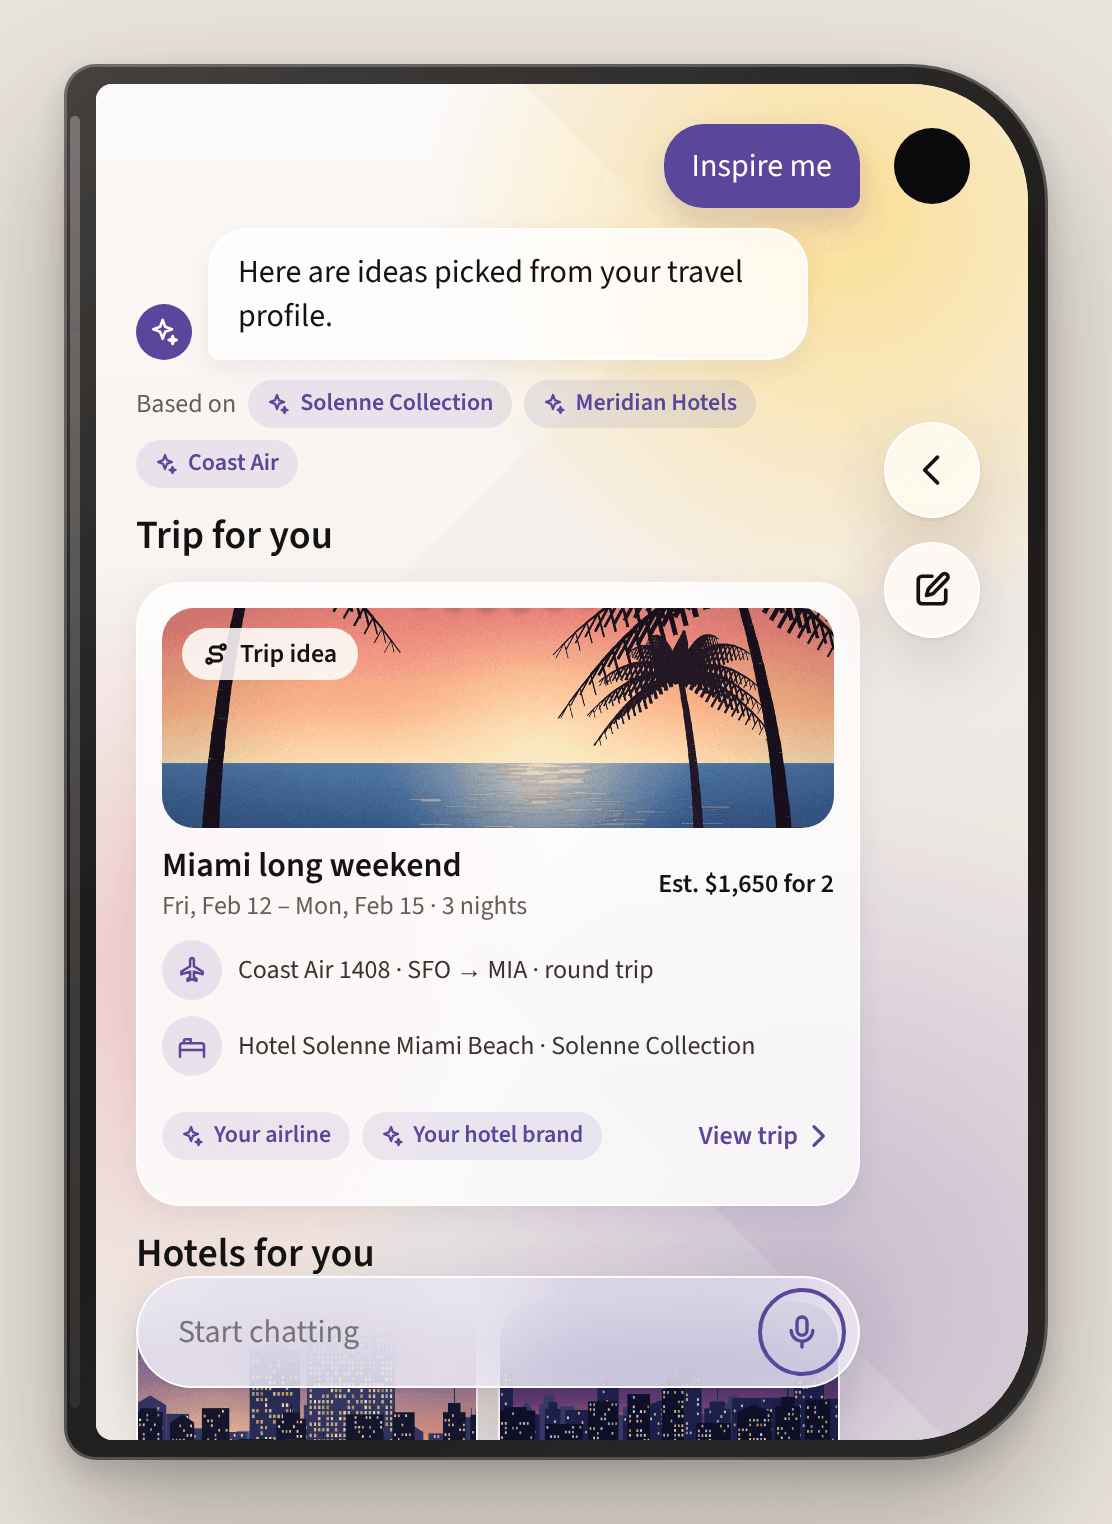 Inspire me
Here are ideas picked from your travel
profile.
Based on Solenne Collection Meridian Hotels
Coast Air
Trip for you
Trip idea
Miami long weekend
Est. $1,650 for 2
Fri, Feb 12 – Mon, Feb 15 · 3 nights
Coast Air 1408 · SFO → MIA · round trip
Hotel Solenne Miami Beach · Solenne Collection
Your airline Your hotel brand View trip
Hotels for you
Start chatting